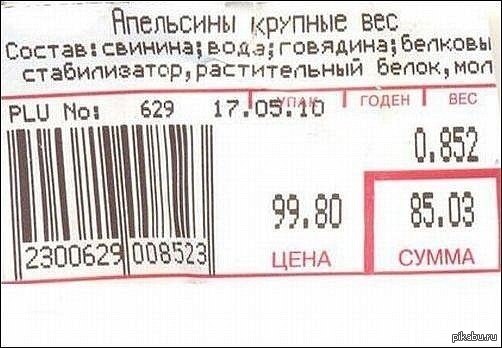 Апельсины крупные вес
Состав:свинина;вода;говядина;белковы
стабилизатор,растительный белок,мол
УПАК ГОДЕН ВЕС
PLU No: 629 17.05.10
0.852
99.80 85.03
ЦЕНА СУММА
2300629 008523
pikabu.ru